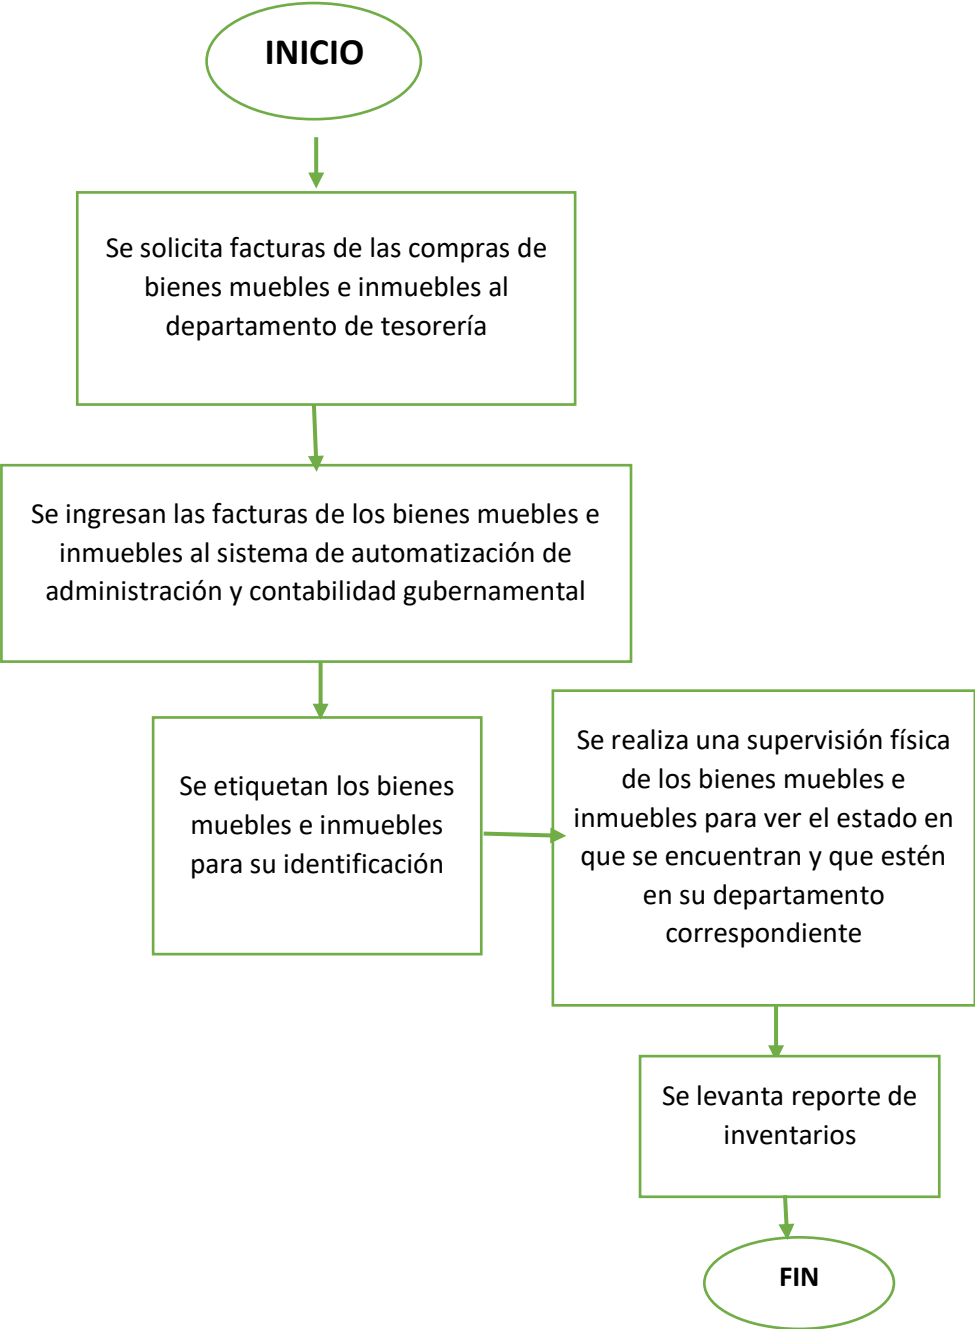 INICIO
Se solicita facturas de las compras de
bienes muebles e inmuebles al
departamento de tesorería
Se ingresan las facturas de los bienes muebles e
inmuebles al sistema de automatización de
administración y contabilidad gubernamental
Se etiquetan los bienes
muebles e inmuebles
para su identificación
Se realiza una supervisión física
de los bienes muebles e
inmuebles para ver el estado en
que se encuentran y que estén
en su departamento
correspondiente
Se levanta reporte de
inventarios
FIN